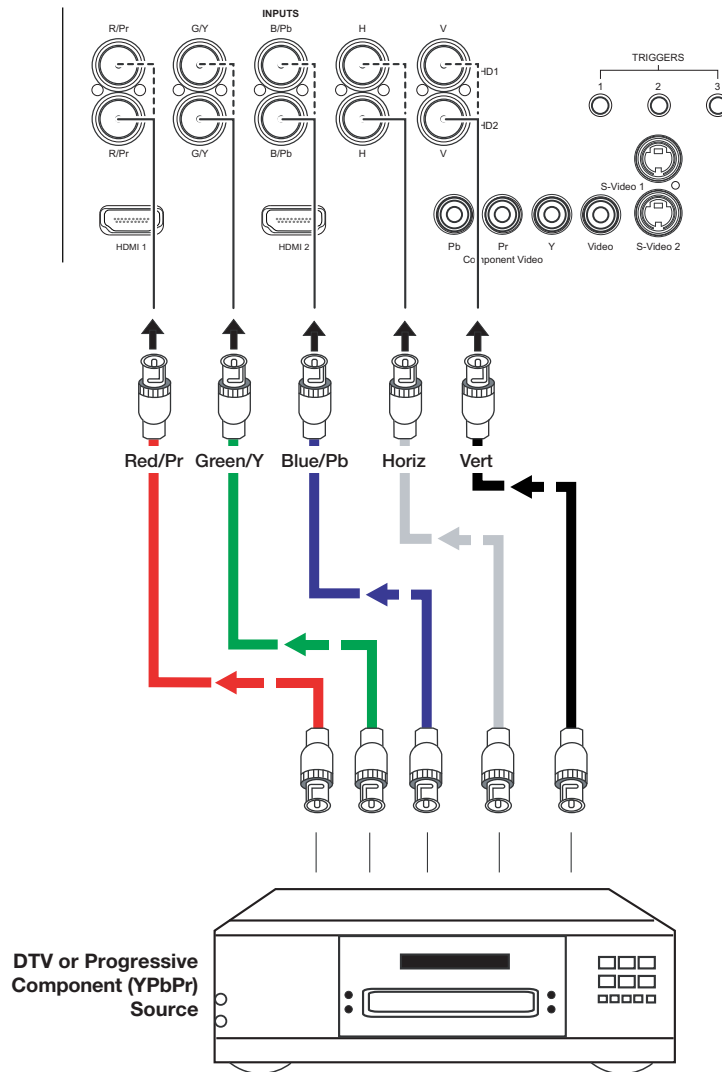 INPUTS
R/Pr G/Y B/Pb H V
HD1
TRIGGERS
1 2 3
HD2
R/Pr G/Y B/Pb H V
S-Video 1
HDMI 1 HDMI 2
Pb Pr Y Video S-Video 2
Component Video
Red/Pr Green/Y Blue/Pb Horiz Vert
DTV or Progressive
Component (YPbPr)
Source